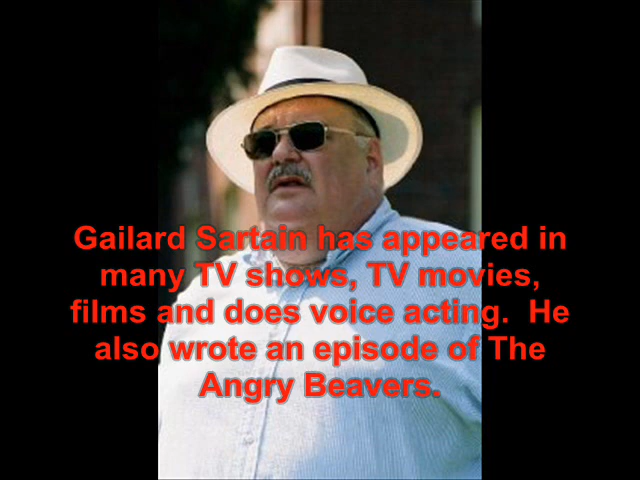 Gailard Sartain has appeared in
many TV shows, TV movies,
films and does voice acting.  He
also wrote an episode of The
Angry Beavers.